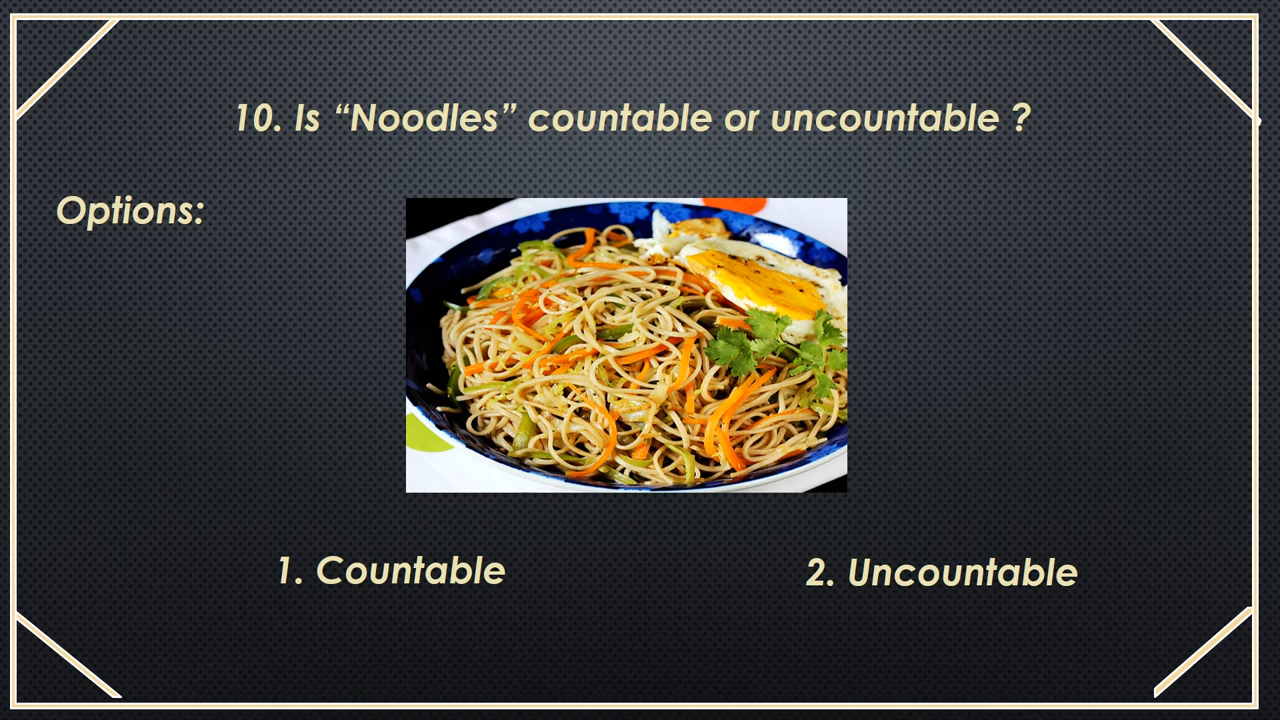 10. Is “Noodles” countable or uncountable ?
Options:
1. Countable
2. Uncountable